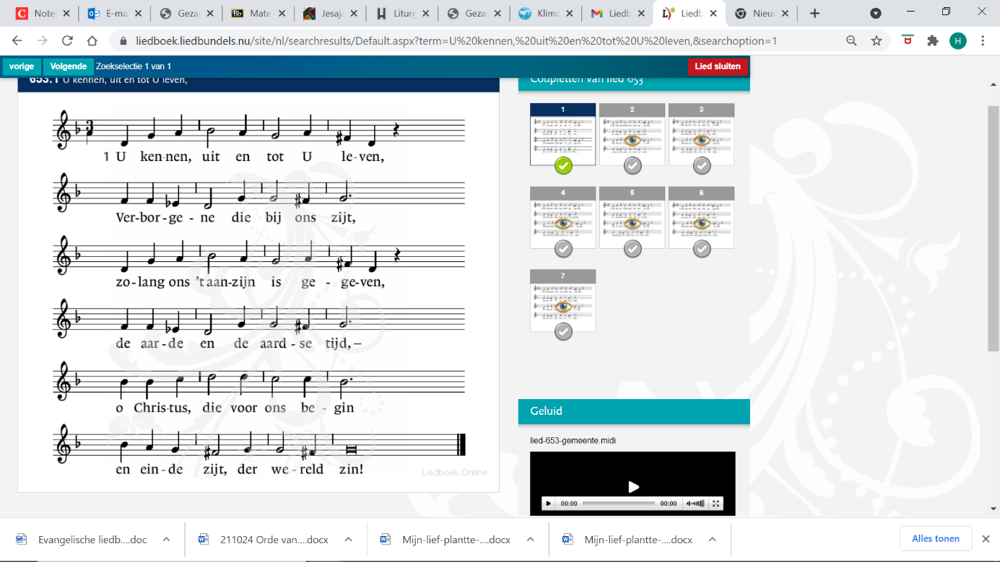 Notes
E-ma
Gezan
Mate
Jesaja
Liturg
Gezan
Klima
Liedb
Liedb
Nieuw
liedboek.liedbundels.nu/site/nl/searchresults/Default.aspx?term=U%20kennen,%20uit%20en%20tot%20U%20leven,&searchoption=1
H
vorige Volgende Zoekselectie 1 van 1 Lied sluiten
653:1 U kennen, uit en tot U leven,
Coupletten van lied 653
1 2 3
4 5 6
7
3
1 U ken-nen, uit en tot U le-ven,
Ver-bor-ge-ne die bij ons zijt,
zo-lang ons ’t aan-zijn is ge-ge-ven,
de aar-de en de aard-se tijd,–
o Chris-tus, die voor ons be-gin
en ein-de zijt, der we-reld zin!
Liedboek Online
Geluid
lied-653-gemeente.midi
00:00 00:00
Evangelische liedb....doc
211024 Orde van....docx
Mijn-lief-plantte-....docx
Mijn-lief-plantte-....docx
Alles tonen